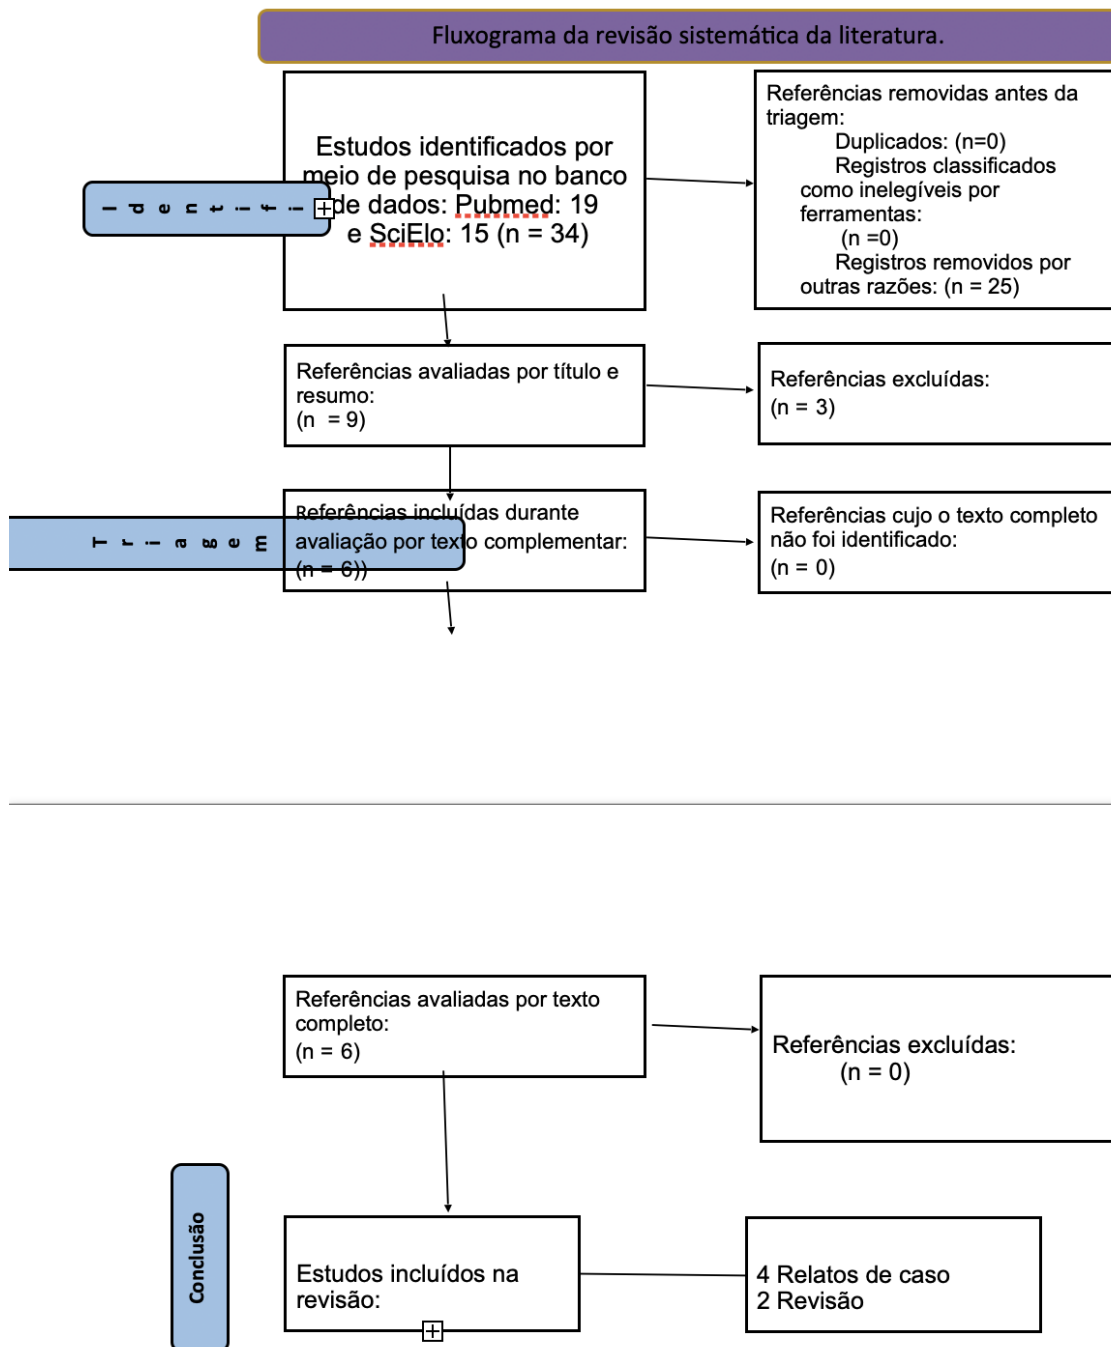 Fluxograma da revisão sistemática da literatura.
Estudos identificados por
meio de pesquisa no banco
de dados: Pubmed: 19
e SciElo: 15 (n = 34)
Referências removidas antes da
triagem:
Duplicados: (n=0)
Registros classificados
como inelegíveis por
ferramentas:
(n =0)
Registros removidos por
outras razões: (n = 25)
Identifi
Referências avaliadas por título e
resumo:
(n = 9)
Referências excluídas:
(n = 3)
Triagem
Referências incluídas durante
avaliação por texto complementar:
(n = 6))
Referências cujo o texto completo
não foi identificado:
(n = 0)
Referências avaliadas por texto
completo:
(n = 6)
Referências excluídas:
(n = 0)
Conclusão
Estudos incluídos na
revisão:
4 Relatos de caso
2 Revisão